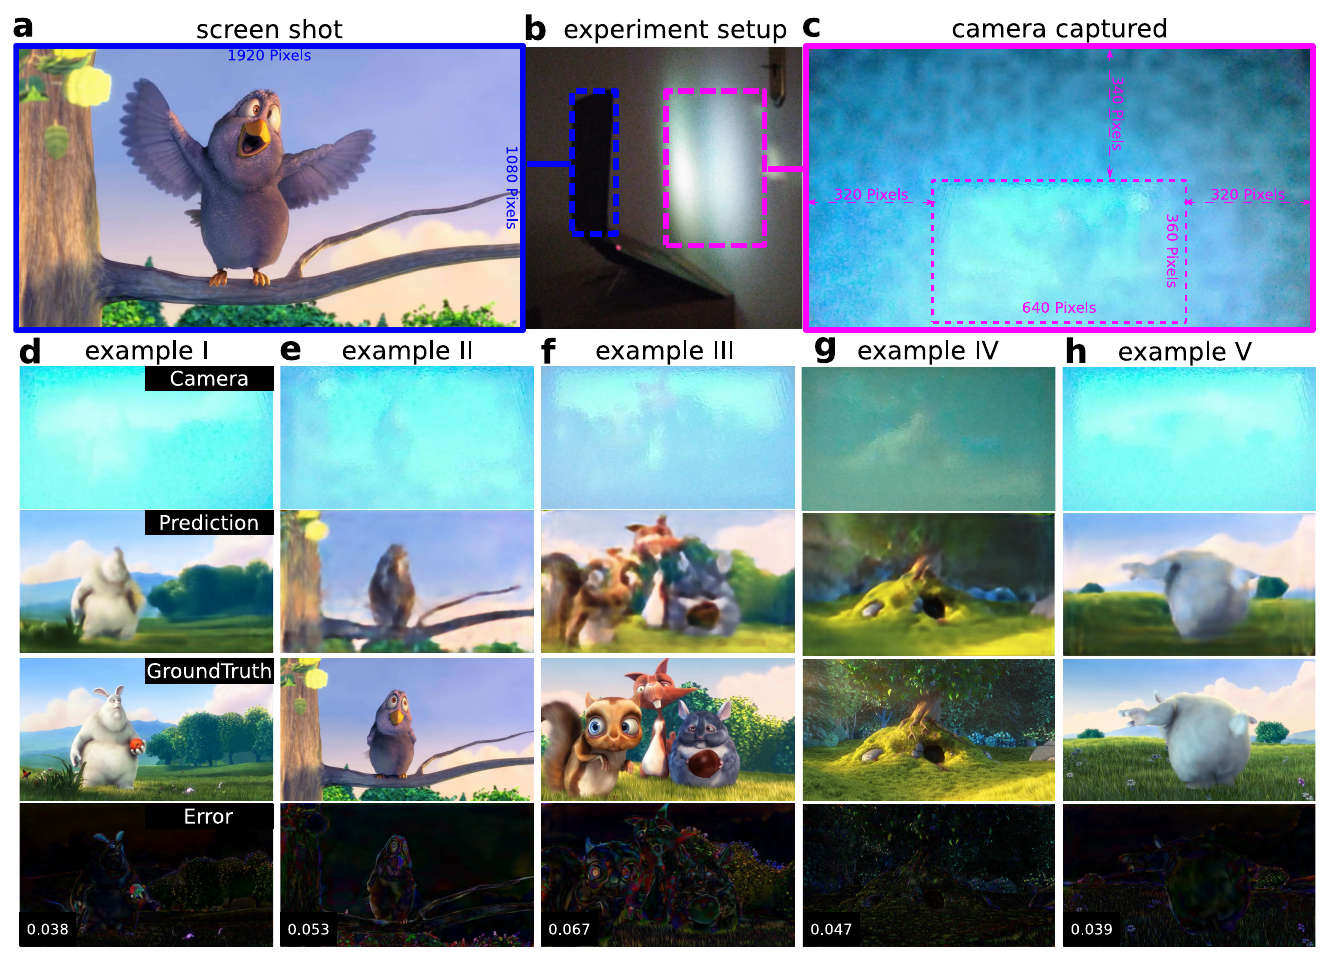 a screen shot
b experiment setup
c camera captured
1920 Pixels
1080 Pixels
320 Pixels
320 Pixels
360 Pixels
640 Pixels
d example I
e example II
f example III
g example IV
h example V
Camera
Prediction
GroundTruth
Error
0.038
0.053
0.067
0.047
0.039